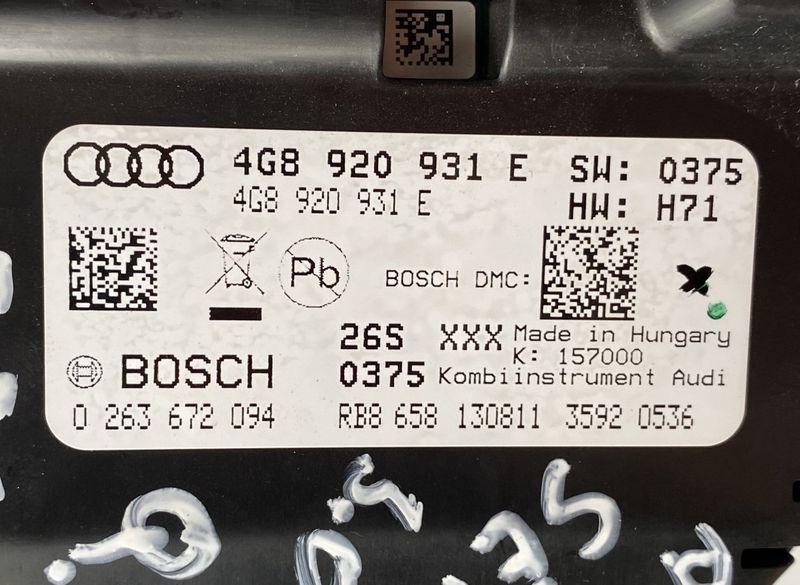 4G8 920 931 E SW: 0375
4G8 920 931 E HW: H71
Pb BOSCH DMC:
26S XXX Made in Hungary
K: 157000
BOSCH 0375 Kombiinstrument Audi
0 263 672 094 RB8 658 130811 3592 0536